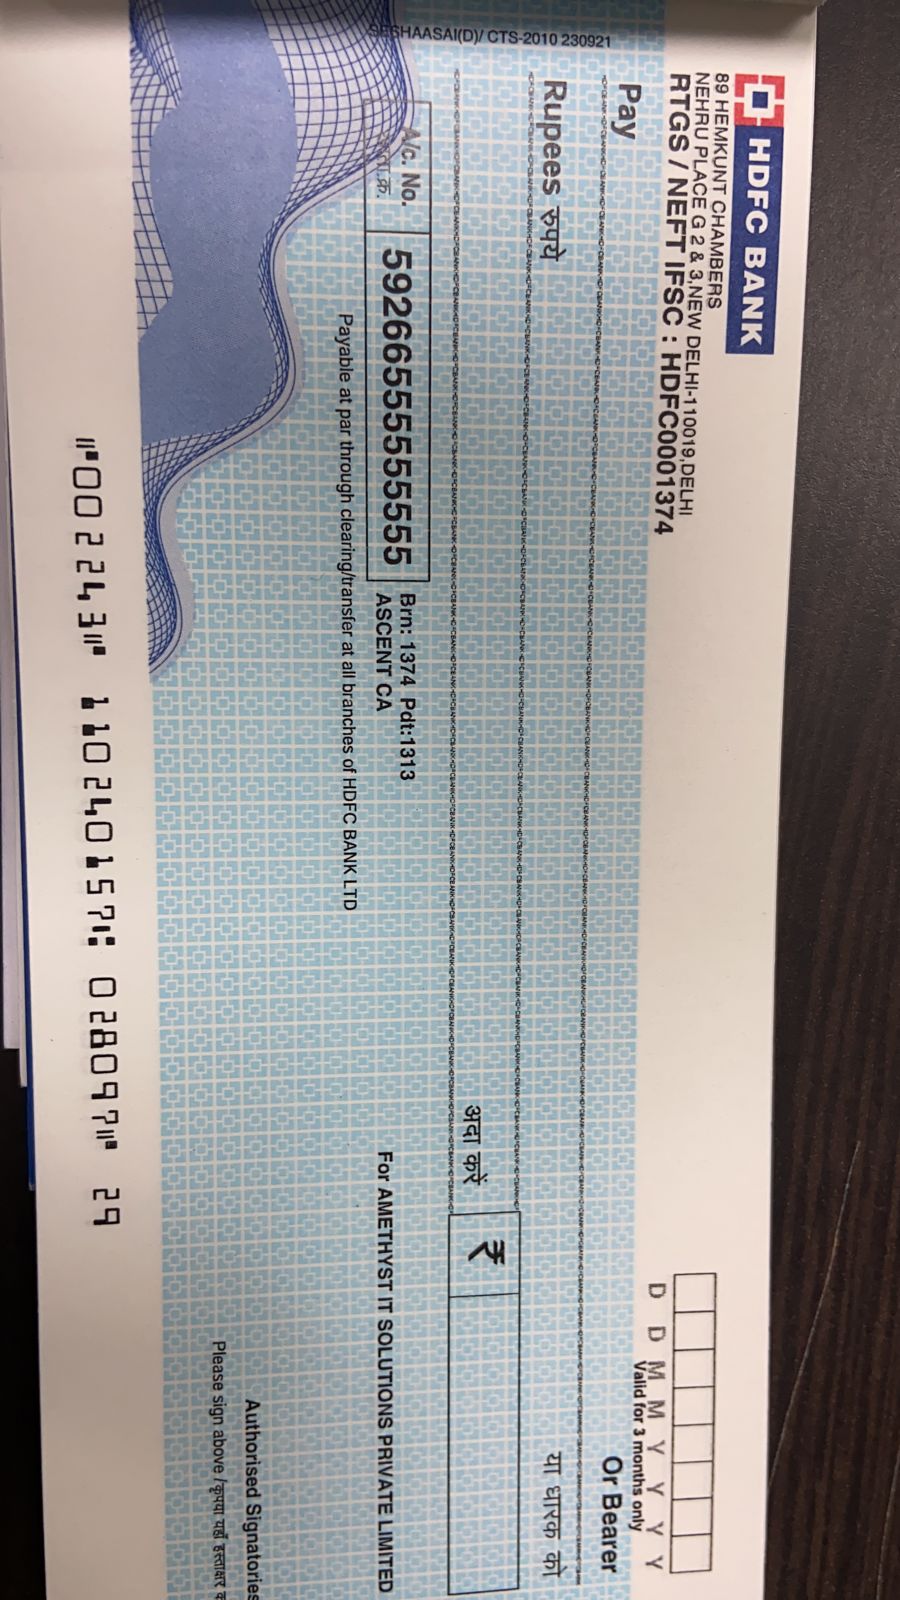 HDFC BANK
89 HEMKUNT CHAMBERS
NEHRU PLACE G 2 & 3,NEW DELHI-110019,DELHI
RTGS / NEFT IFSC : HDFC0001374
D D M M Y Y Y Y
Valid for 3 months only
Pay
Or Bearer
Rupees रुपये
या धारक को
अदा करें
₹
A/c. No.
59266555555555
Brn: 1374 Pdt:1313
ASCENT CA
For AMETHYST IT SOLUTIONS PRIVATE LIMITED
Payable at par through clearing/transfer at all branches of HDFC BANK LTD
Authorised Signatories
Please sign above /कृपया यहाँ हस्ताक्षर
CTS-2010 230921
⑈002243⑈ 110240157⑆ 028097⑈ 29